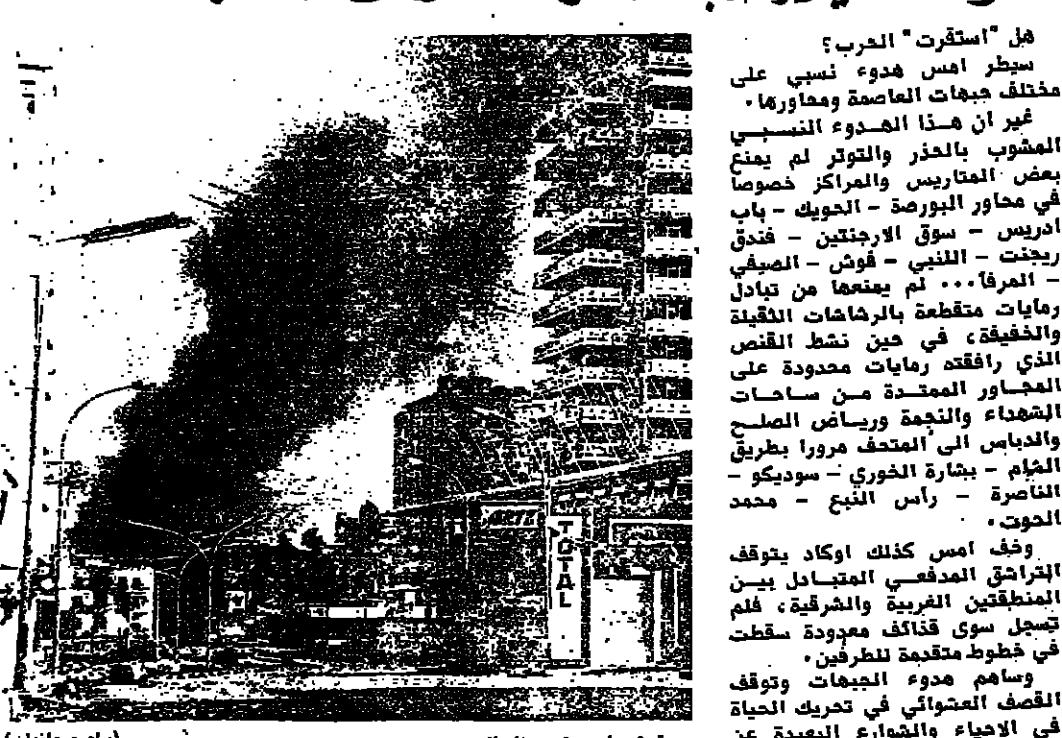 هل "استقرت" الحرب؟
سيطر امس هدوء نسبي على
مختلف جبهات العاصمة ومحاورها.
غير ان هذا الهدوء النسبي
المشوب بالحذر والتوتر لم يمنع
بعض المتاريس والمراكز خصوصاً
في محاور البورصة - الحويك - باب
ادريس - سوق الارجنتين - فندق
ريجنت - اللنبي - فوش - الصيفي
- المرفأ... لم يمنعها من تبادل
رمايات متقطعة بالرشاشات الثقيلة
والخفيفة، في حين نشط القنص
الذي رافقته رمايات محدودة على
المحاور الممتدة من ساحات
الشهداء والنجمة ورياض الصلح
والدباس الى المتحف مرورا بطريق
الشام - بشارة الخوري - سوديكو -
الناصرة - رأس النبع - محمد
الحوت.
وخف امس كذلك اوكاد يتوقف
التراشق المدفعي المتبادل بين
المنطقتين الغربية والشرقية، فلم
تسجل سوى قذائف معدودة سقطت
في خطوط متقدمة للطرفين.
وساهم هدوء الجبهات وتوقف
القصف العشوائي في تحريك الحياة
في الاحياء والشوارع البعيدة عن
TOTAL